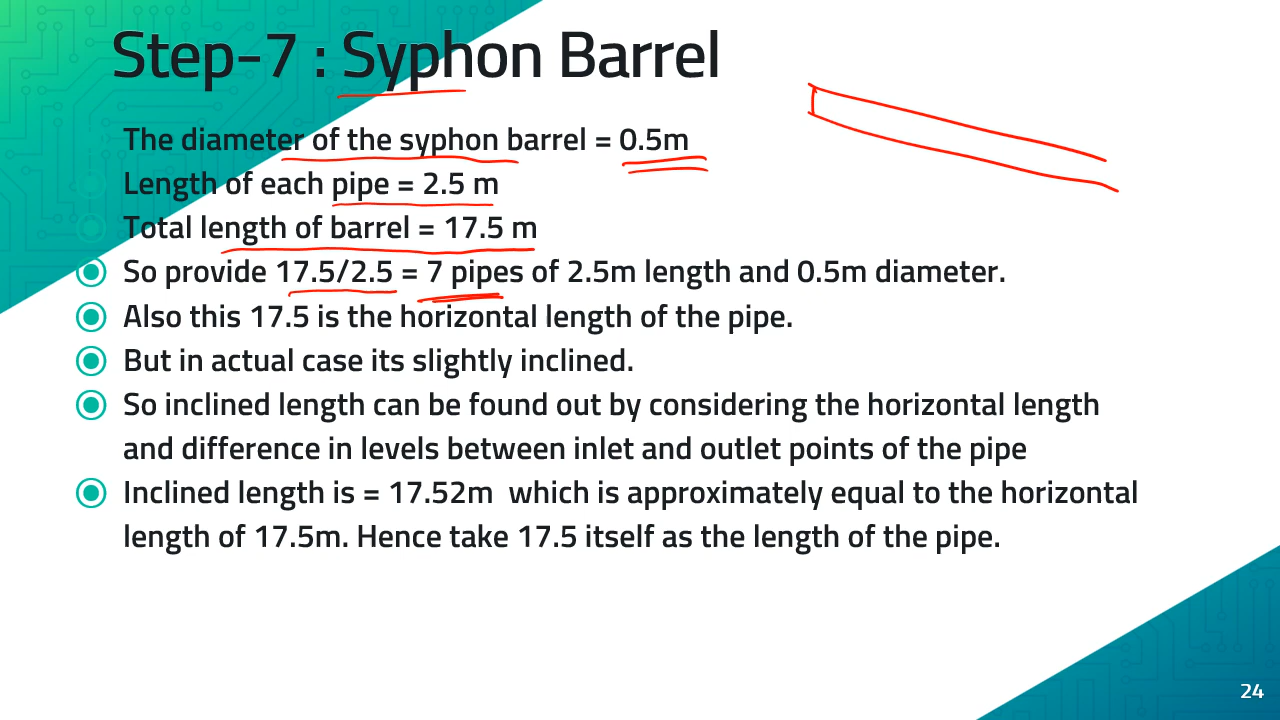 Step-7 : Syphon Barrel
The diameter of the syphon barrel = 0.5m
Length of each pipe = 2.5 m
Total length of barrel = 17.5 m
So provide 17.5/2.5 = 7 pipes of 2.5m length and 0.5m diameter.
Also this 17.5 is the horizontal length of the pipe.
But in actual case its slightly inclined.
So inclined length can be found out by considering the horizontal length
and difference in levels between inlet and outlet points of the pipe
Inclined length is = 17.52m which is approximately equal to the horizontal
length of 17.5m. Hence take 17.5 itself as the length of the pipe.
24